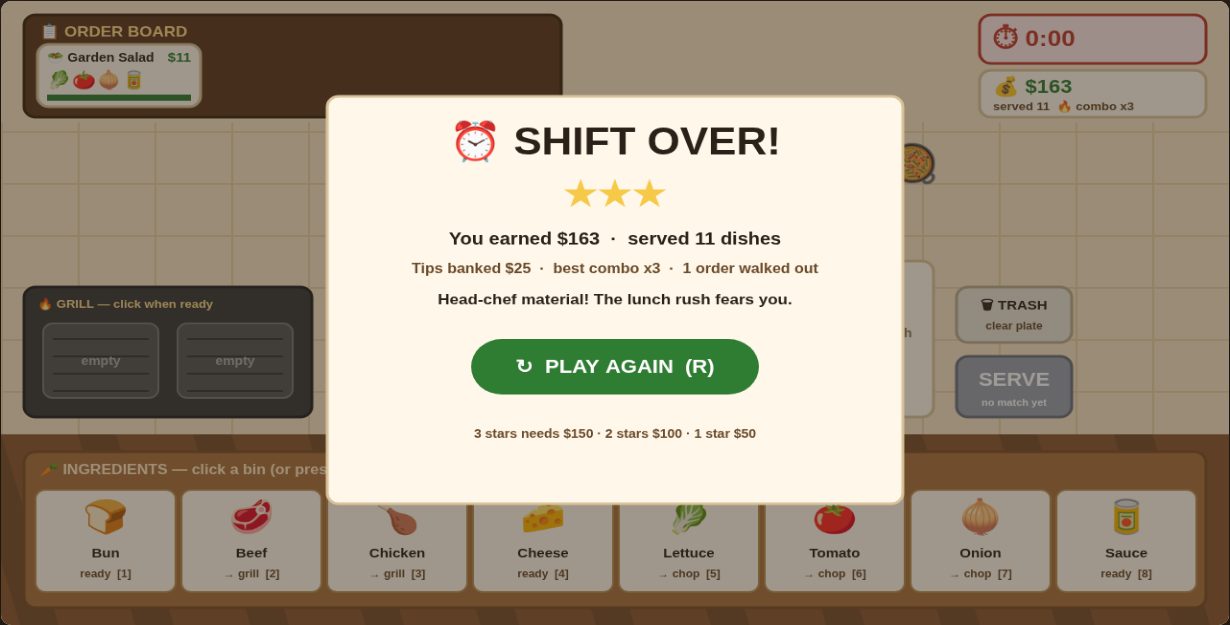 ORDER BOARD
Garden Salad $11
0:00
$163
served 11 combo x3
SHIFT OVER!
You earned $163 · served 11 dishes
Tips banked $25 · best combo x3 · 1 order walked out
Head-chef material! The lunch rush fears you.
↻ PLAY AGAIN (R)
3 stars needs $150 · 2 stars $100 · 1 star $50
GRILL — click when ready
empty
empty
TRASH
clear plate
SERVE
no match yet
INGREDIENTS — click a bin (or
Bun
ready [1]
Beef
→ grill [2]
Chicken
→ grill [3]
Cheese
ready [4]
Lettuce
→ chop [5]
Tomato
→ chop [6]
Onion
→ chop [7]
Sauce
ready [8]